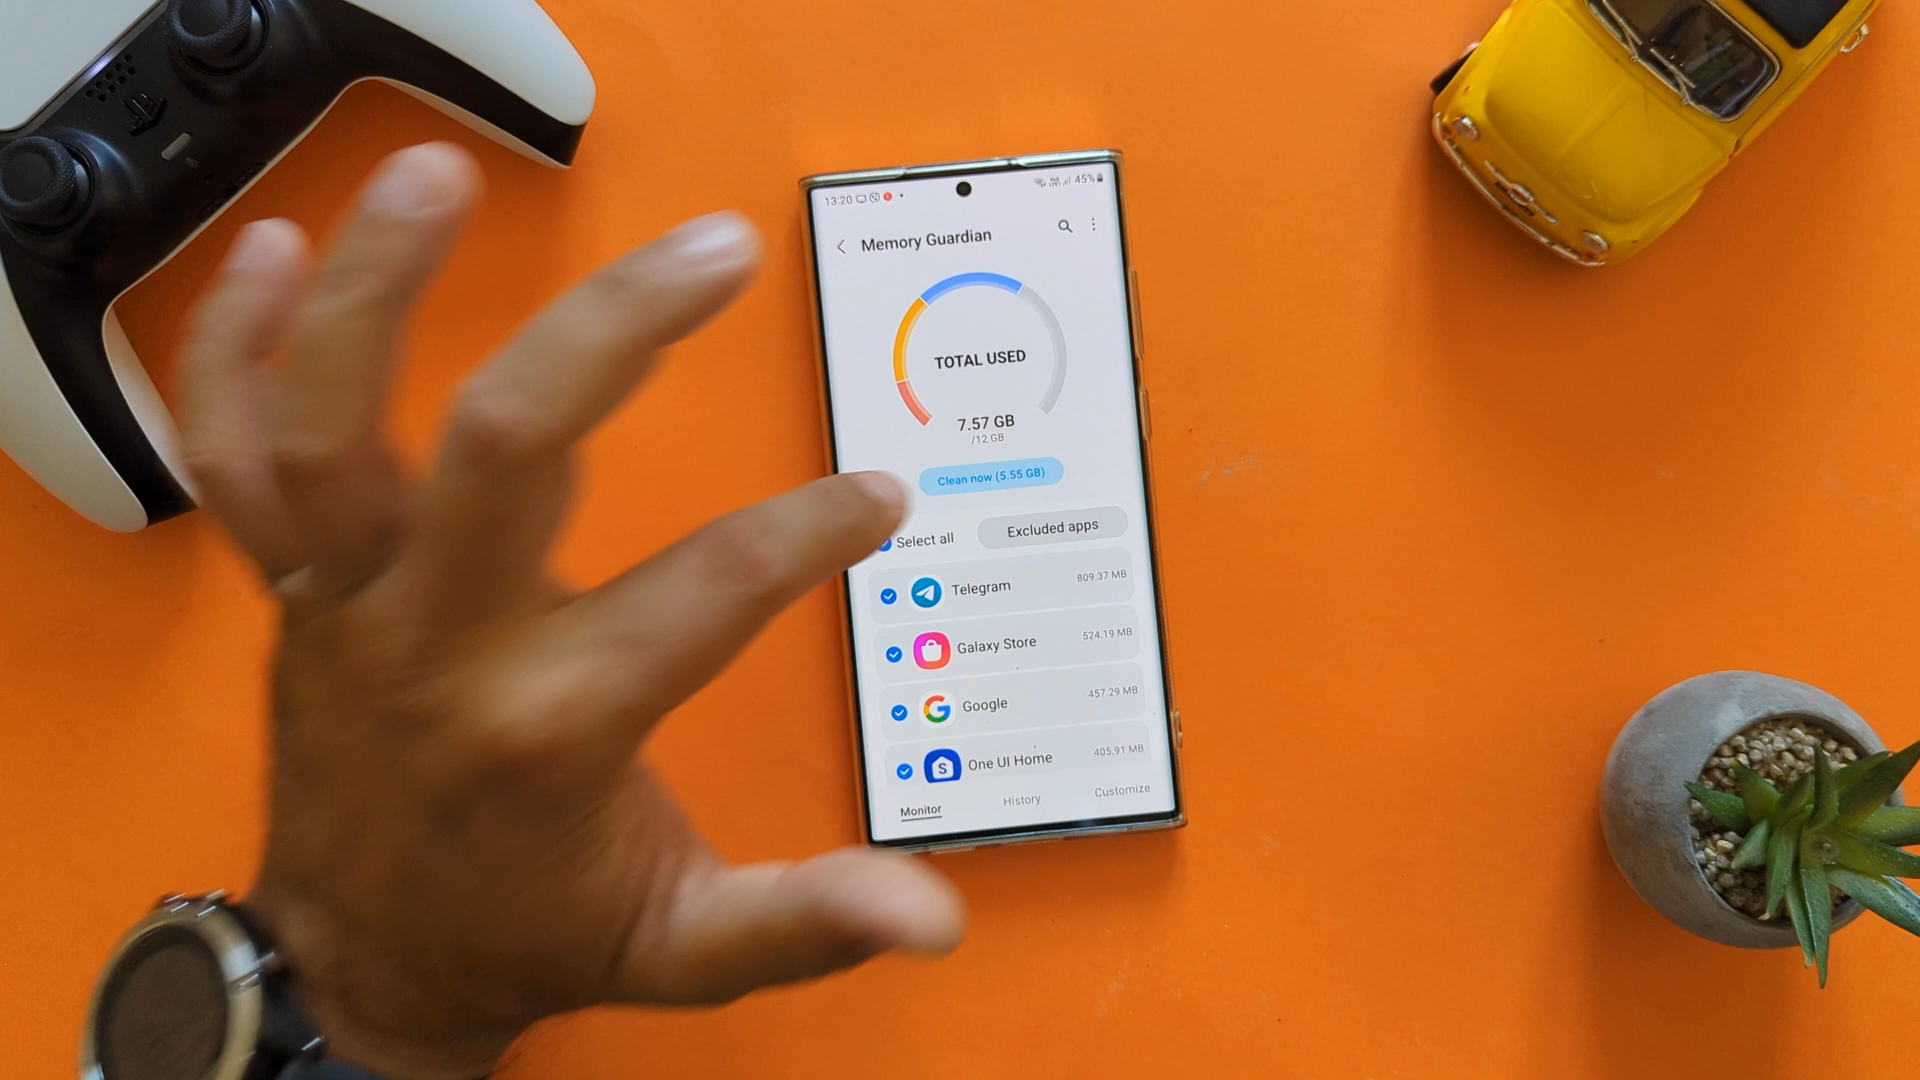 13:20
45%
Memory Guardian
TOTAL USED
7.57 GB
/12 GB
Clean now (5.55 GB)
Select all
Excluded apps
Telegram
809.37 MB
Galaxy Store
524.19 MB
Google
457.29 MB
One UI Home
405.91 MB
Monitor
History
Customize